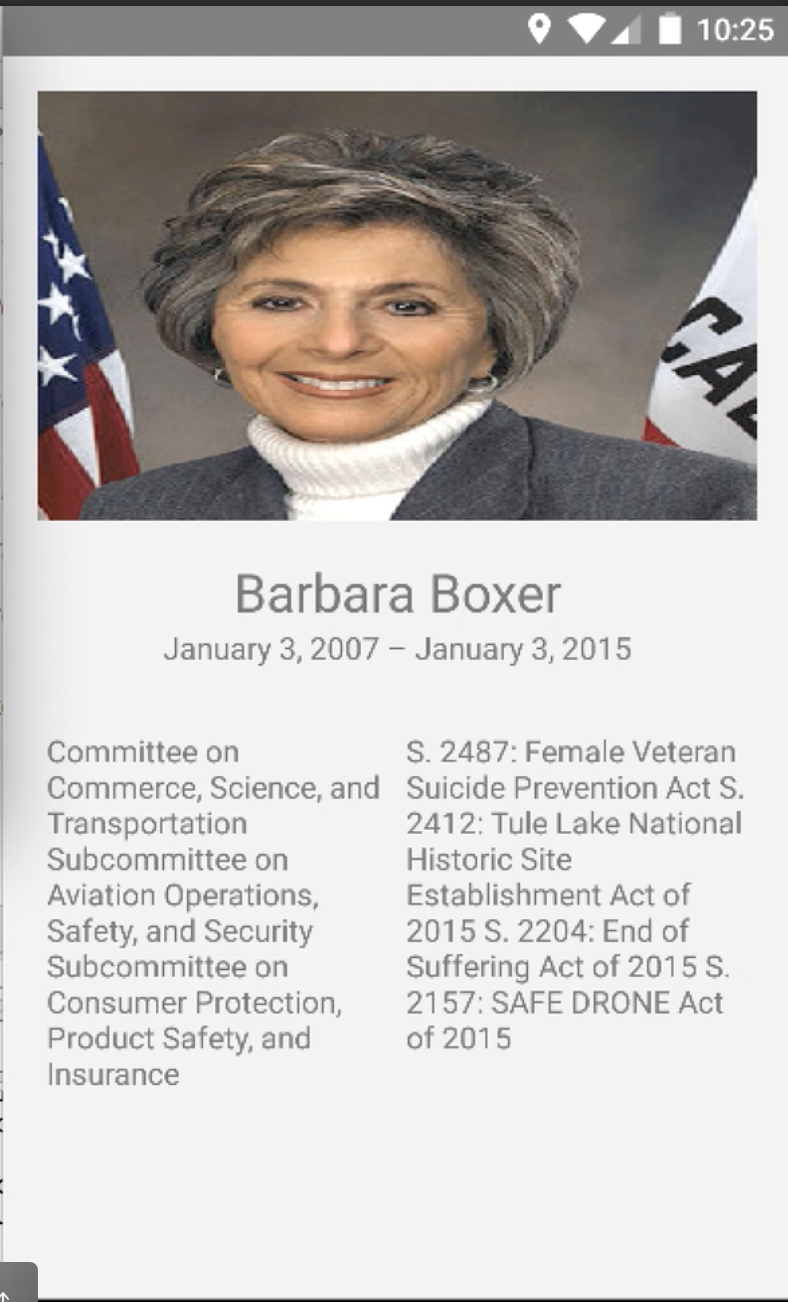 10:25
CAL
Barbara Boxer
January 3, 2007 – January 3, 2015
Committee on
Commerce, Science, and
Transportation
Subcommittee on
Aviation Operations,
Safety, and Security
Subcommittee on
Consumer Protection,
Product Safety, and
Insurance
S. 2487: Female Veteran
Suicide Prevention Act S.
2412: Tule Lake National
Historic Site
Establishment Act of
2015 S. 2204: End of
Suffering Act of 2015 S.
2157: SAFE DRONE Act
of 2015